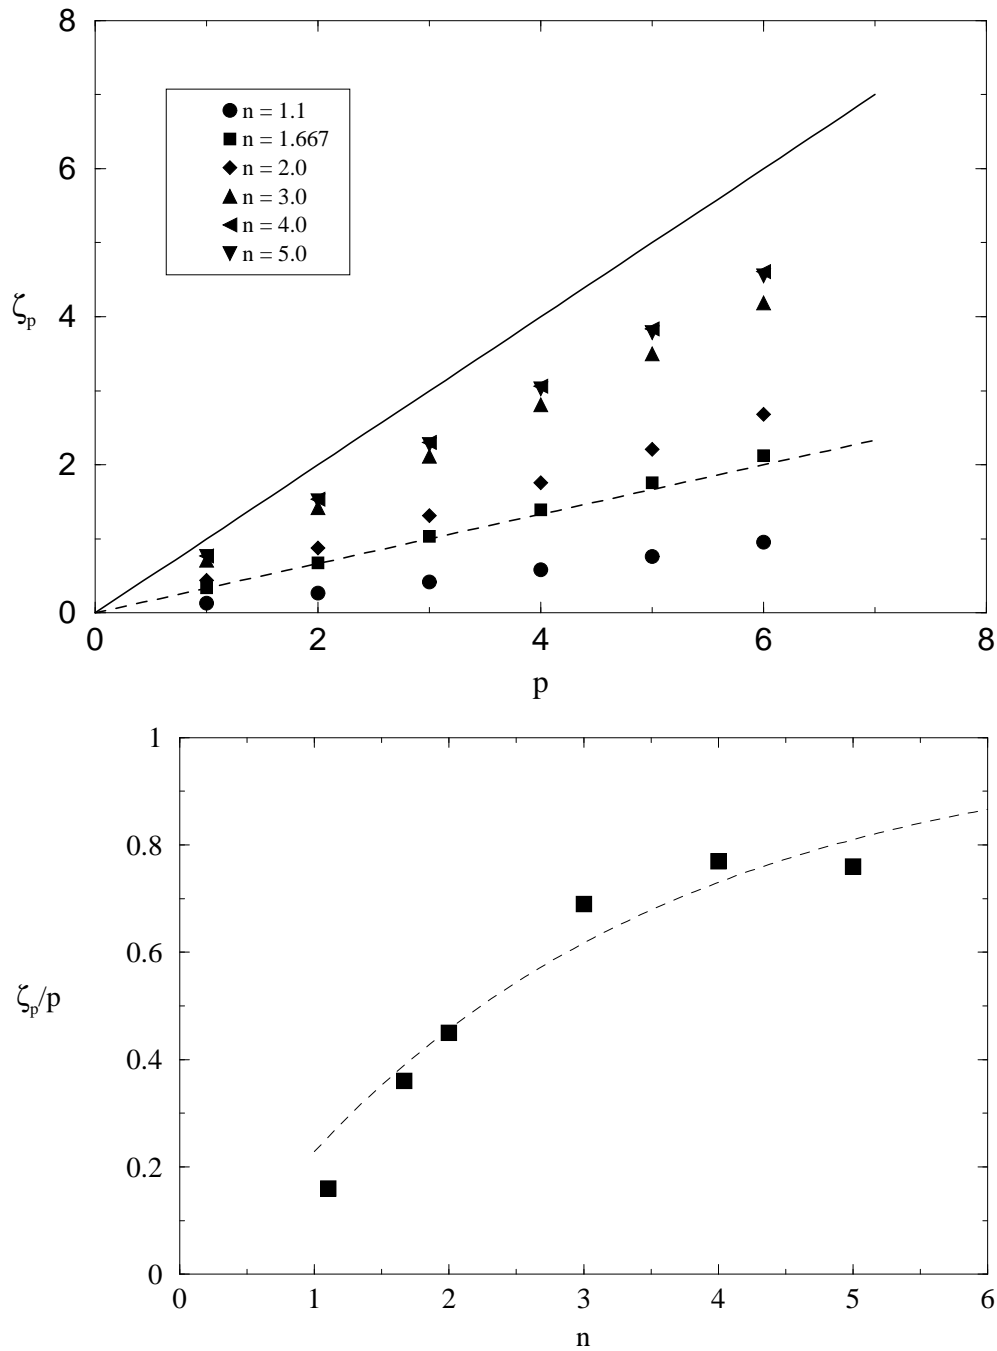 8
6
4
2
0
ζp
n = 1.1
n = 1.667
n = 2.0
n = 3.0
n = 4.0
n = 5.0
0 2 4 6 8
p
1
0.8
0.6
0.4
0.2
0
ζp/p
0 1 2 3 4 5 6
n